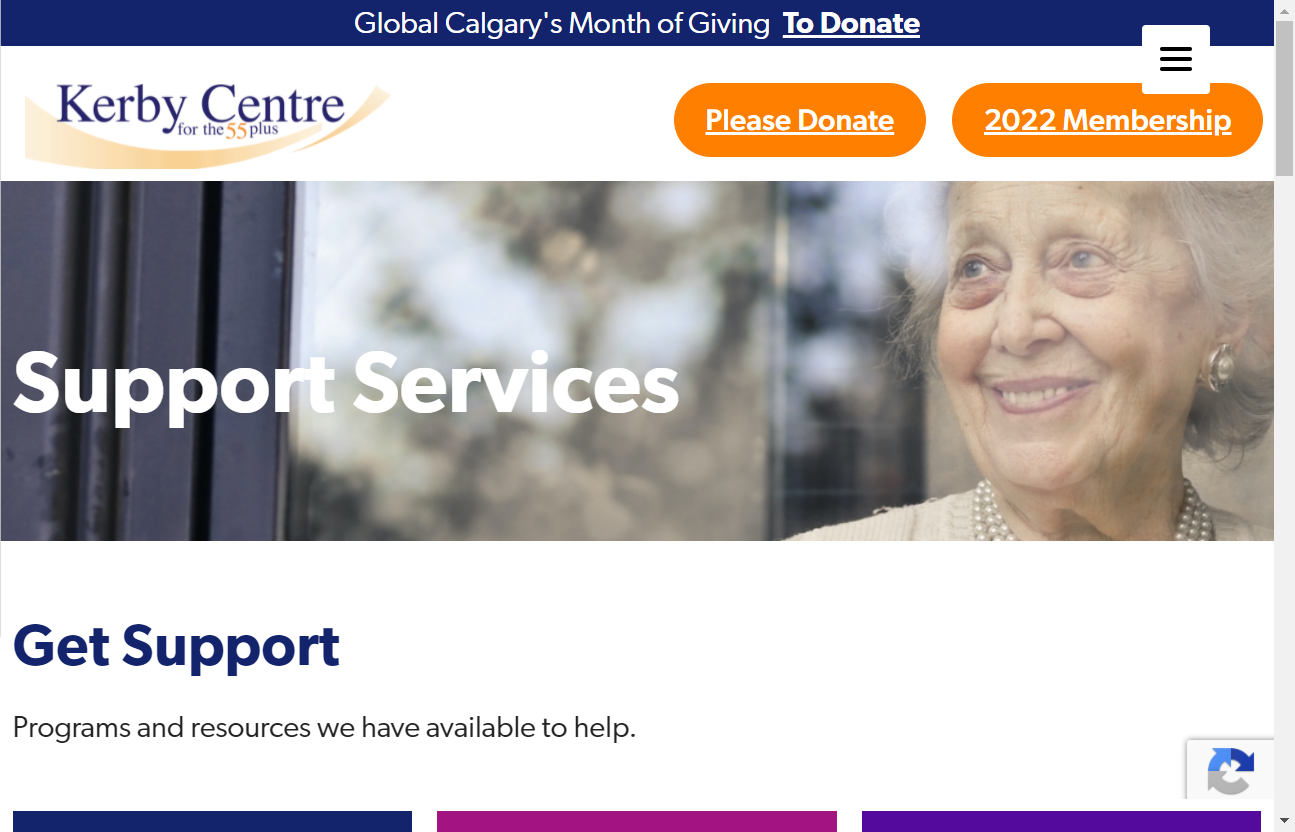 Global Calgary's Month of Giving To Donate
Kerby Centre
for the 55 plus
Please Donate
2022 Membership
Support Services
Get Support
Programs and resources we have available to help.